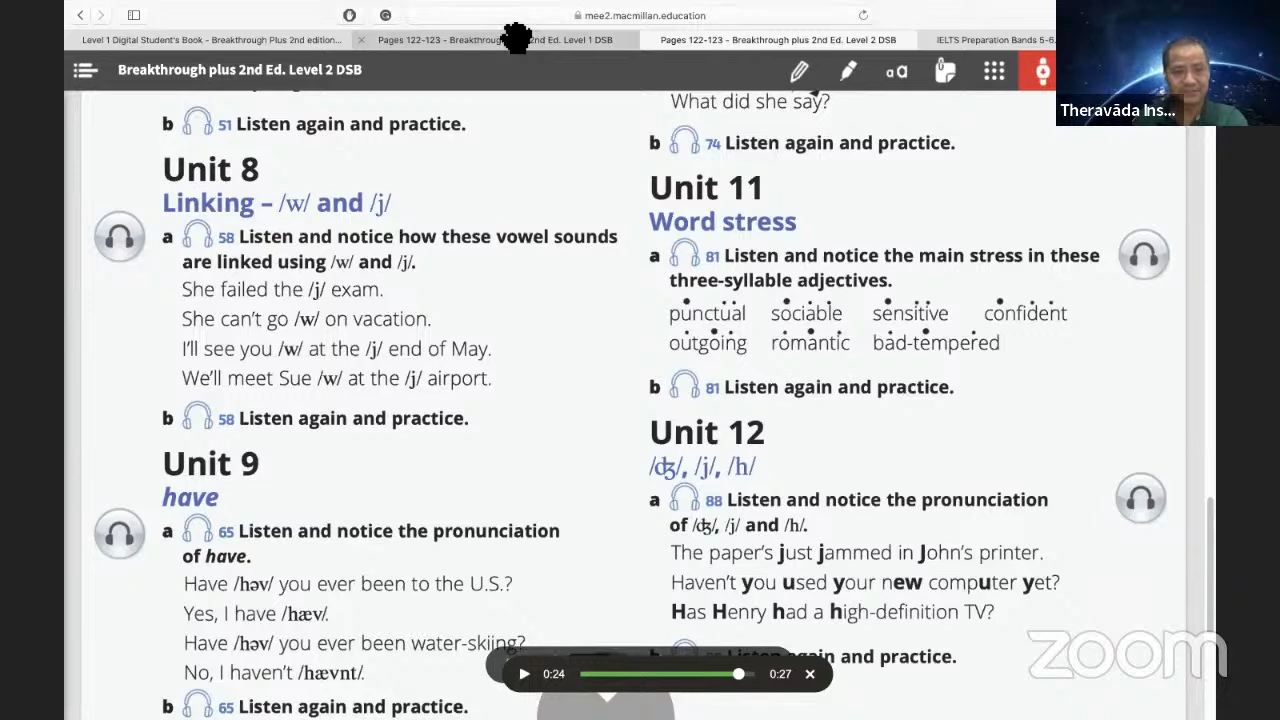 mee2.macmillan.education
Level 1 Digital Student's Book - Breakthrough Plus 2nd edition...
Pages 122-123 - Breakthrough 2nd Ed. Level 1 DSB
Pages 122-123 - Breakthrough plus 2nd Ed. Level 2 DSB
IELTS Preparation Bands 5-6.
Breakthrough plus 2nd Ed. Level 2 DSB
aa
Theravāda Ins...
b 51 Listen again and practice.
Unit 8
Linking – /w/ and /j/
a 58 Listen and notice how these vowel sounds
are linked using /w/ and /j/.
She failed the /j/ exam.
She can't go /w/ on vacation.
I'll see you /w/ at the /j/ end of May.
We'll meet Sue /w/ at the /j/ airport.
b 58 Listen again and practice.
Unit 9
have
a 65 Listen and notice the pronunciation
of have.
Have /həv/ you ever been to the U.S.?
Yes, I have /hæv/.
Have /həv/ you ever been water-skiing?
No, I haven't /hævnt/.
b 65 Listen again and practice.
What did she say?
b 74 Listen again and practice.
Unit 11
Word stress
a 81 Listen and notice the main stress in these
three-syllable adjectives.
punctual sociable sensitive confident
outgoing romantic bad-tempered
b 81 Listen again and practice.
Unit 12
/ʤ/, /j/, /h/
a 88 Listen and notice the pronunciation
of /ʤ/, /j/ and /h/.
The paper's just jammed in John's printer.
Haven't you used your new computer yet?
Has Henry had a high-definition TV?
again and practice.
0:24 0:27
zoom